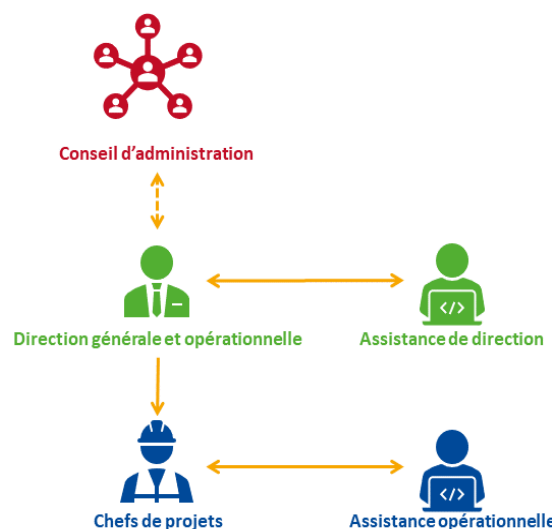 Conseil d'administration
</>
Direction générale et opérationnelle
Assistance de direction
</>
Chefs de projets
Assistance opérationnelle